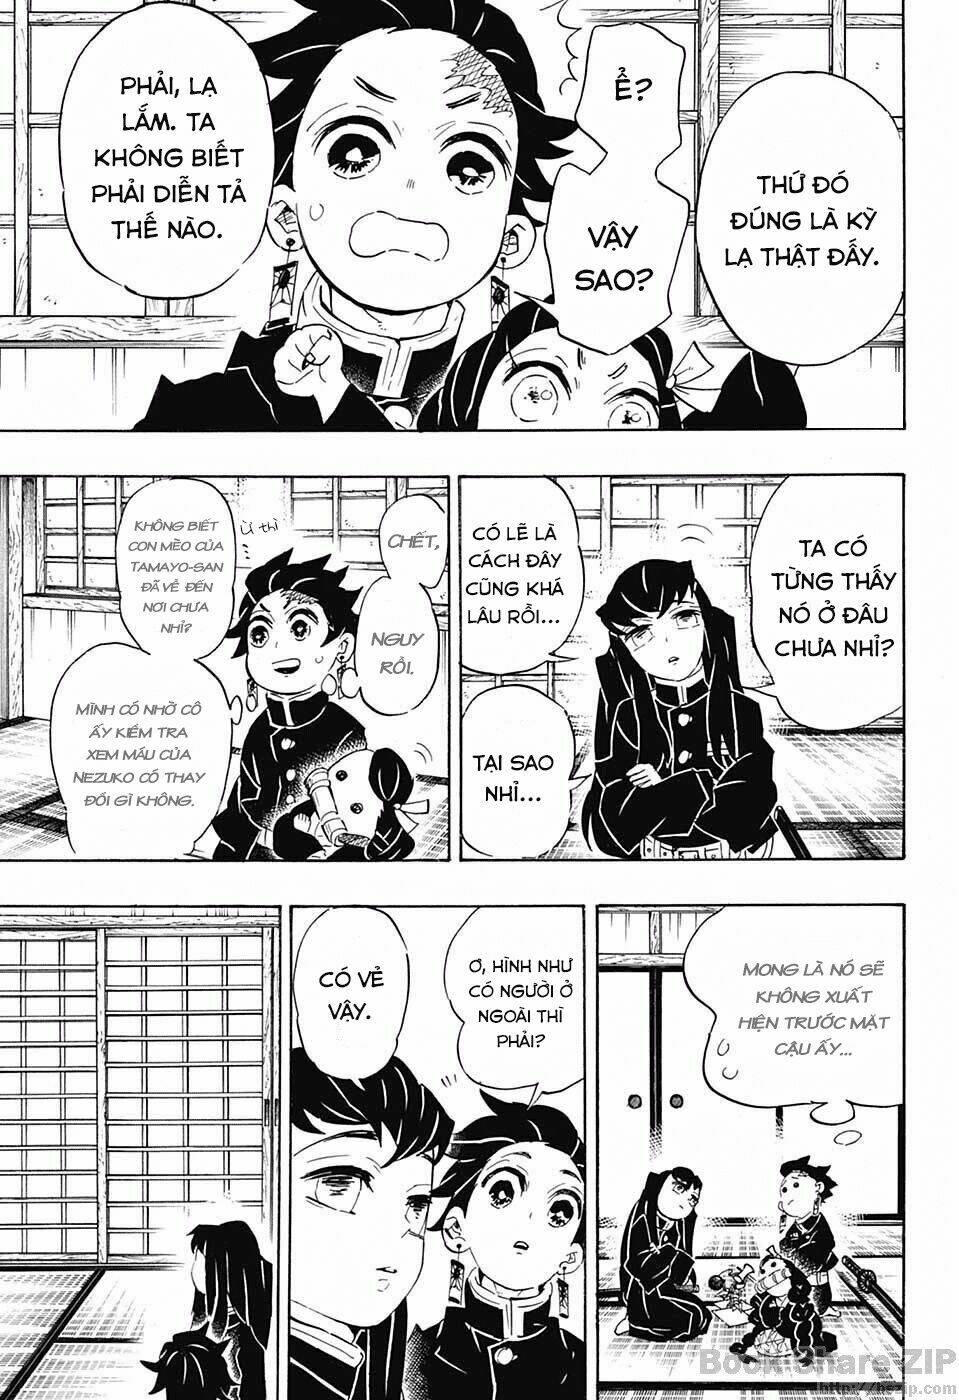 THỨ ĐÓ
ĐÚNG LÀ KỲ
LẠ THẬT ĐẤY.
Ể?
VẬY
SAO?
PHẢI, LẠ
LẮM. TA
KHÔNG BIẾT
PHẢI DIỄN TẢ
THẾ NÀO.
TA CÓ
TỪNG THẤY
NÓ Ở ĐÂU
CHƯA NHỈ?
CÓ LẼ LÀ
CÁCH ĐÂY
CŨNG KHÁ
LÂU RỒI...
TẠI SAO
NHỈ...
CHẾT,
NGUY
RỒI.
Ừ thì
KHÔNG BIẾT
CON MÈO CỦA
TAMAYO-SAN
ĐÃ VỀ ĐẾN
NƠI CHƯA
NHỈ?
MÌNH CÓ NHỜ CÔ
ẤY KIỂM TRA
XEM MÁU CỦA
NEZUKO CÓ THAY
ĐỔI GÌ KHÔNG.
MONG LÀ NÓ SẼ
KHÔNG XUẤT
HIỆN TRƯỚC MẶT
CẬU ẤY...
Ơ, HÌNH NHƯ
CÓ NGƯỜI Ở
NGOÀI THÌ
PHẢI?
CÓ VẺ
VẬY.
Book Share ZIP